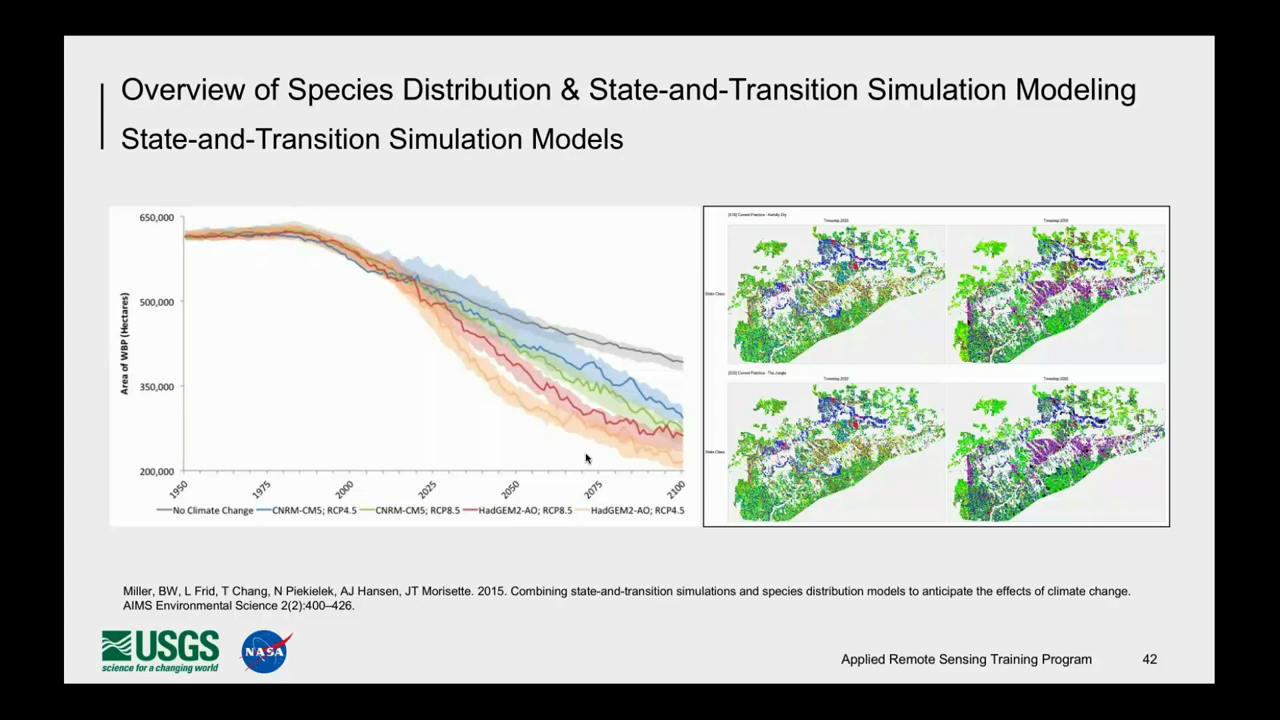 Overview of Species Distribution & State-and-Transition Simulation Modeling
State-and-Transition Simulation Models
650,000
500,000
350,000
200,000
Area of WBP (Hectares)
1950
1975
2000
2025
2050
2075
2100
No Climate Change
CNRM-CM5; RCP4.5
CNRM-CM5; RCP8.5
HadGEM2-AO; RCP8.5
HadGEM2-AO; RCP4.5
State Class
State Class
Miller, BW, L Frid, T Chang, N Piekielek, AJ Hansen, JT Morisette. 2015. Combining state-and-transition simulations and species distribution models to anticipate the effects of climate change.
AIMS Environmental Science 2(2):400–426.
USGS
science for a changing world
NASA
Applied Remote Sensing Training Program
42